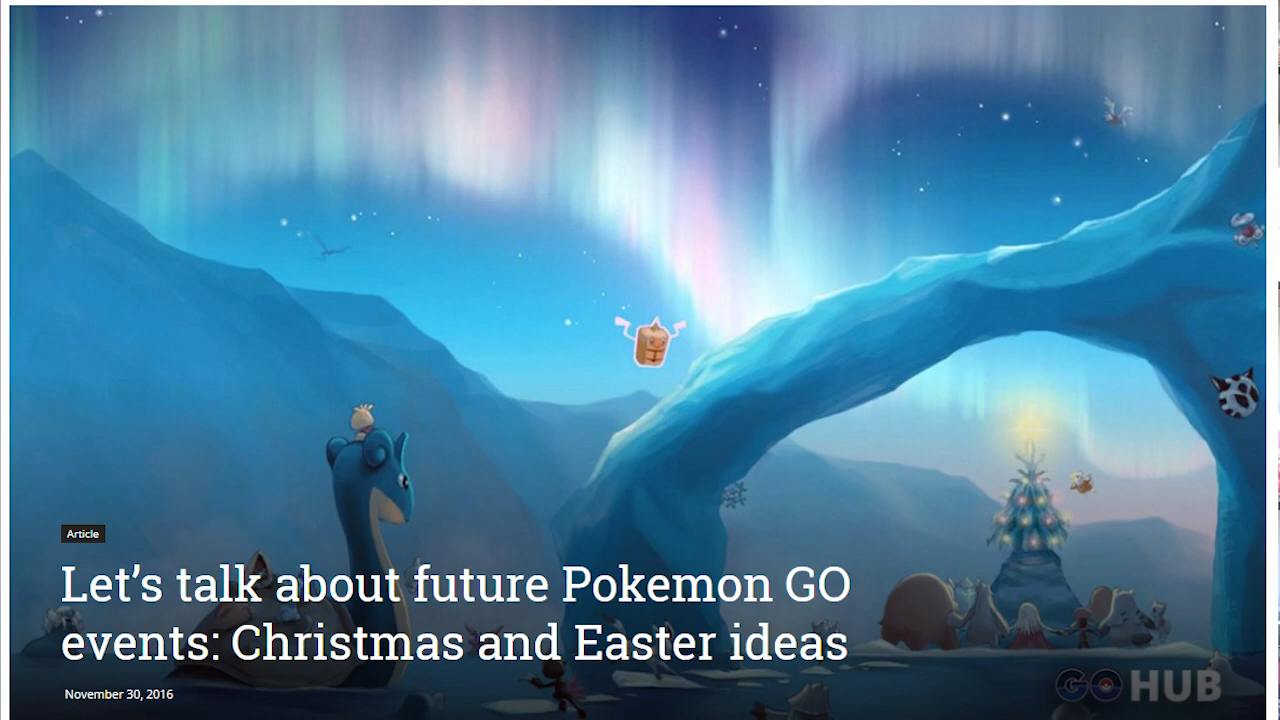 Article
Let’s talk about future Pokemon GO
events: Christmas and Easter ideas
November 30, 2016
GO HUB